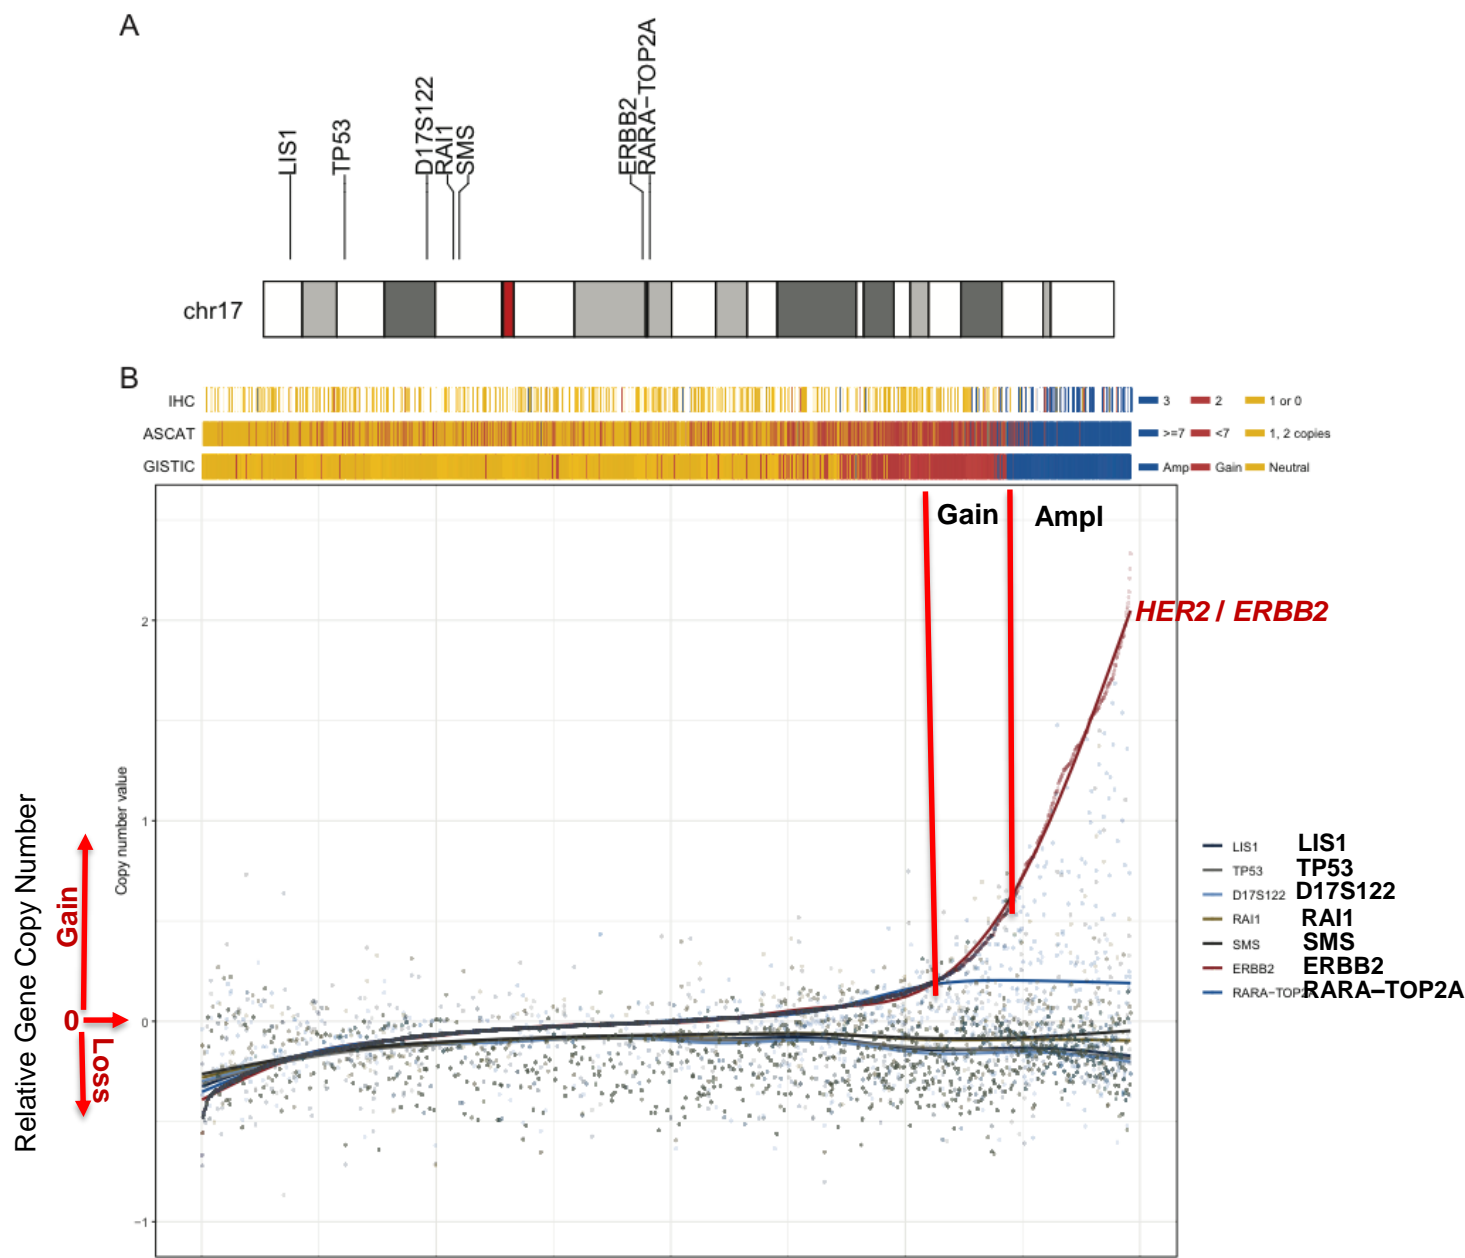 A
LIS1
TP53
D17S122
RAI1
SMS
ERBB2
RARA−TOP2A
chr17
B
IHC
3 2 1 or 0
ASCAT
>=7 <7 1, 2 copies
GISTIC
Amp Gain Neutral
Gain Ampl
HER2 / ERBB2
2
1
0
−1
Copy number value
Relative Gene Copy Number
Gain
0
Loss
LIS1 LIS1
TP53 TP53
D17S122 D17S122
RAI1 RAI1
SMS SMS
ERBB2 ERBB2
RARA−TOP2A RARA–TOP2A